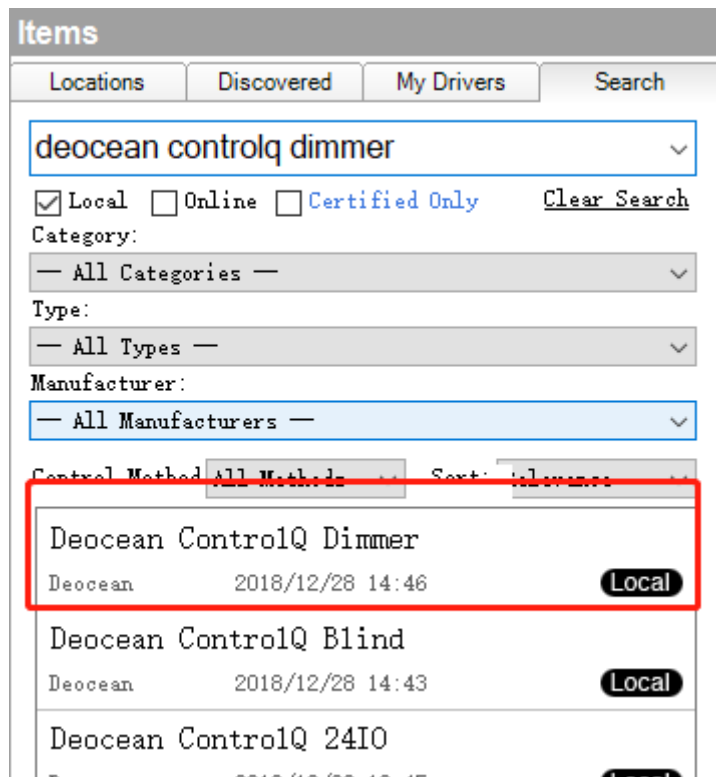 Items
Locations Discovered My Drivers Search
deocean controlq dimmer
Local Online Certified Only Clear Search
Category:
— All Categories —
Type:
— All Types —
Manufacturer:
— All Manufacturers —
Control Method All Methods Sort:
Deocean ControlQ Dimmer
Deocean 2018/12/28 14:46 Local
Deocean ControlQ Blind
Deocean 2018/12/28 14:43 Local
Deocean ControlQ 24IO